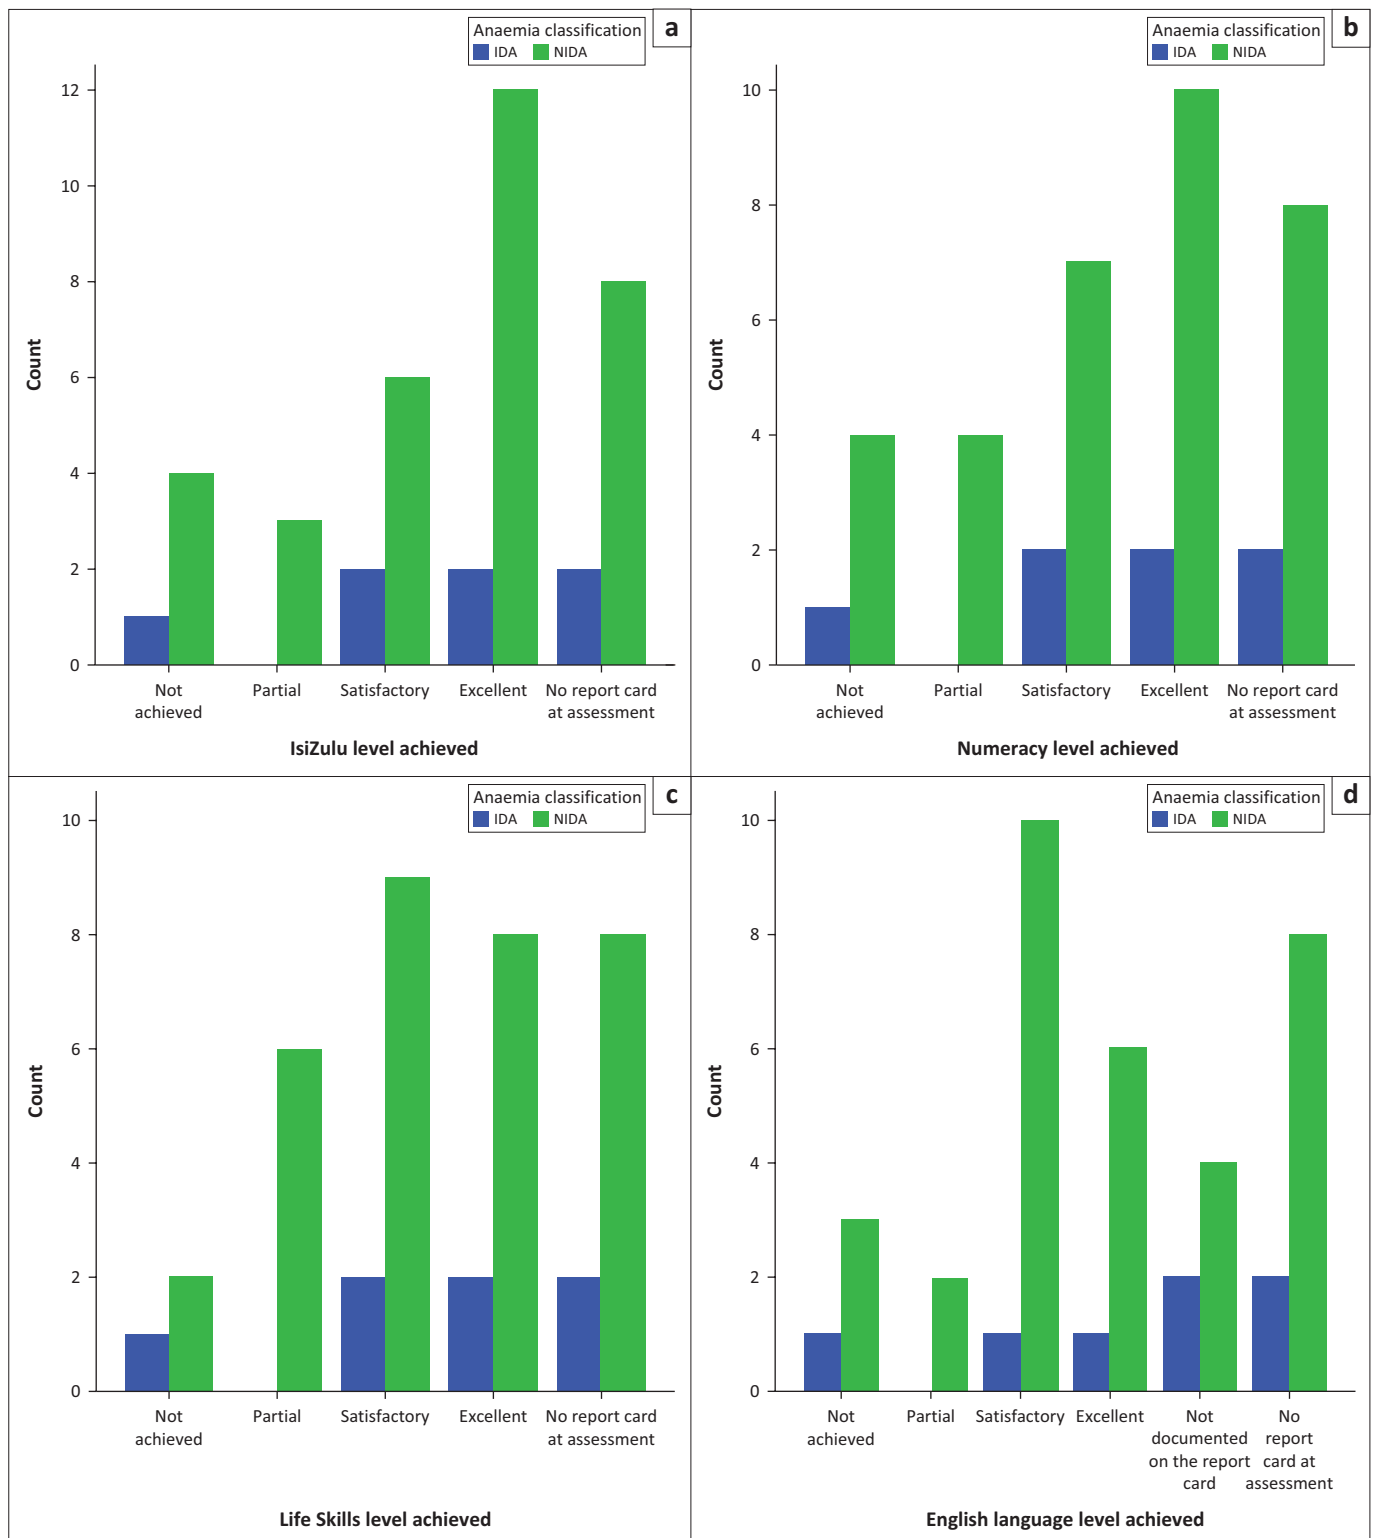 a
Anaemia classification
IDA NIDA
12
10
8
6
4
2
0
Count
Not achieved
Partial
Satisfactory
Excellent
No report card at assessment
IsiZulu level achieved
b
Anaemia classification
IDA NIDA
10
8
6
4
2
0
Count
Not achieved
Partial
Satisfactory
Excellent
No report card at assessment
Numeracy level achieved
c
Anaemia classification
IDA NIDA
10
8
6
4
2
0
Count
Not achieved
Partial
Satisfactory
Excellent
No report card at assessment
Life Skills level achieved
d
Anaemia classification
IDA NIDA
10
8
6
4
2
0
Count
Not achieved
Partial
Satisfactory
Excellent
Not documented on the report card
No report card at assessment
English language level achieved